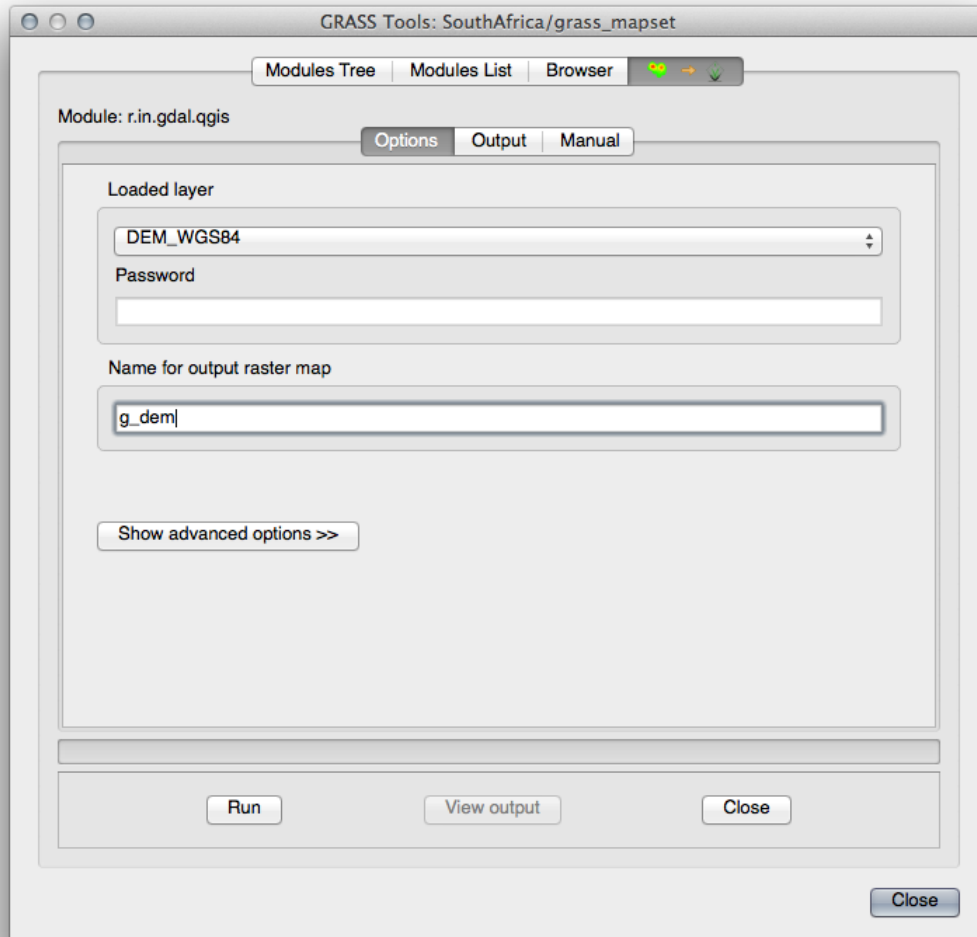 GRASS Tools: SouthAfrica/grass_mapset
Modules Tree Modules List Browser
Module: r.in.gdal.qgis
Options Output Manual
Loaded layer
DEM_WGS84
Password
Name for output raster map
g_dem
Show advanced options >>
Run View output Close
Close